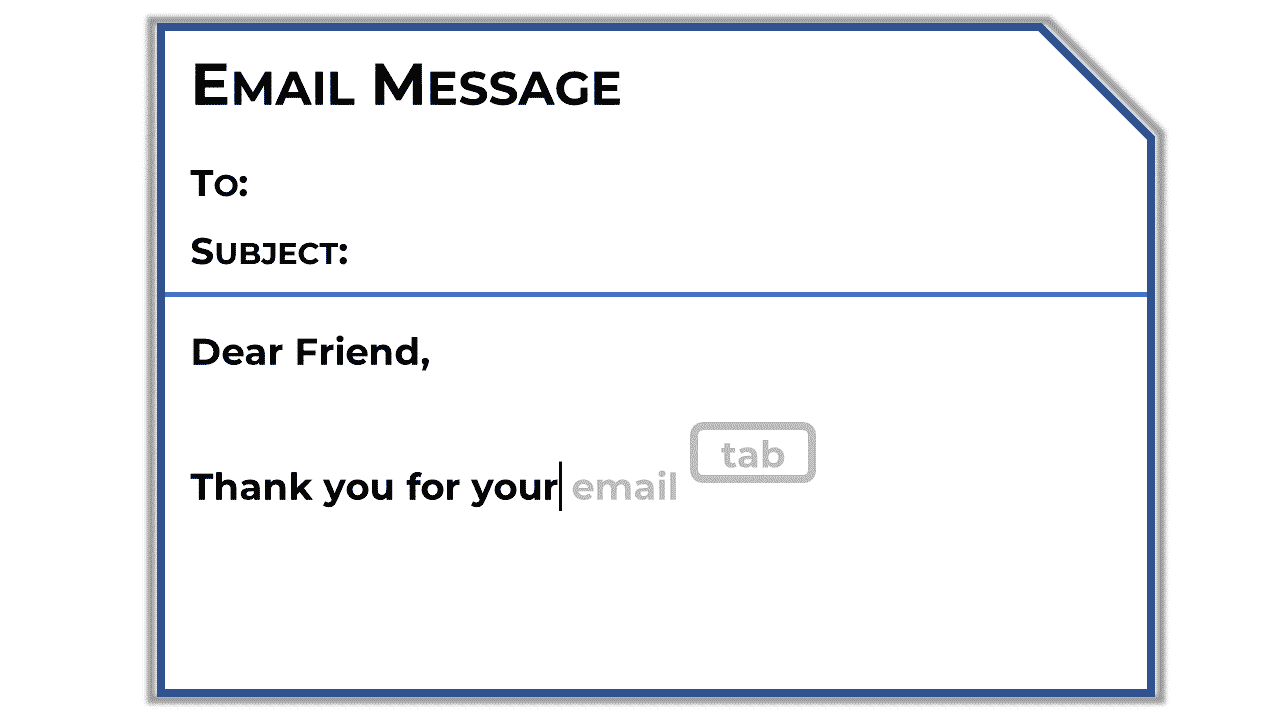 Email Message
To:
Subject:
Dear Friend,
tab
Thank you for your email